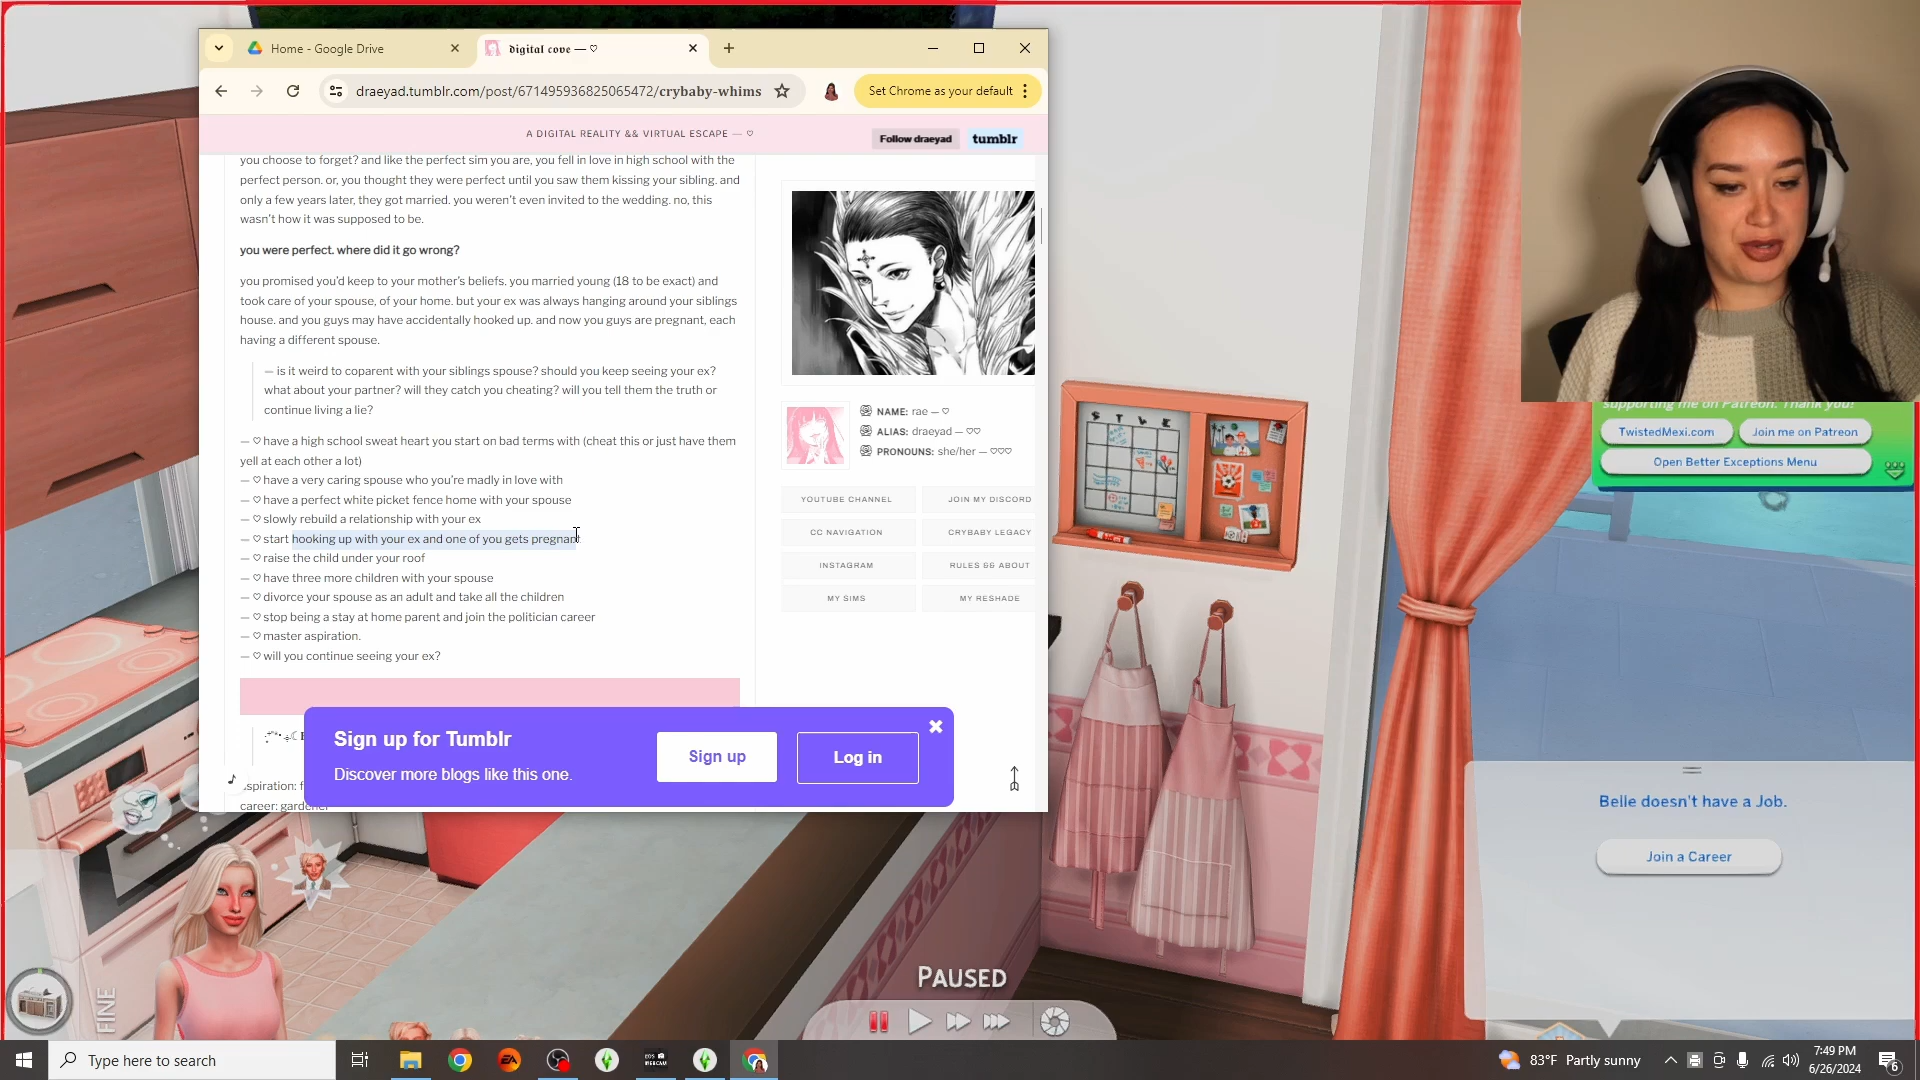 Home - Google Drive
digital cove — ♡
draeyad.tumblr.com/post/671495936825065472/crybaby-whims
Set Chrome as your default
A DIGITAL REALITY && VIRTUAL ESCAPE — ♡
Follow draeyad
tumblr
you choose to forget? and like the perfect sim you are, you fell in love in high school with the
perfect person. or, you thought they were perfect until you saw them kissing your sibling. and
only a few years later, they got married. you weren't even invited to the wedding. no, this
wasn't how it was supposed to be.
you were perfect. where did it go wrong?
you promised you'd keep to your mother's beliefs. you married young (18 to be exact) and
took care of your spouse, of your home. but your ex was always hanging around your siblings
house. and you guys may have accidentally hooked up. and now you guys are pregnant, each
having a different spouse.
— is it weird to coparent with your siblings spouse? should you keep seeing your ex?
what about your partner? will they catch you cheating? will you tell them the truth or
continue living a lie?
— ♡ have a high school sweat heart you start on bad terms with (cheat this or just have them
yell at each other a lot)
— ♡ have a very caring spouse who you're madly in love with
— ♡ have a perfect white picket fence home with your spouse
— ♡ slowly rebuild a relationship with your ex
— ♡ start hooking up with your ex and one of you gets pregnant
— ♡ raise the child under your roof
— ♡ have three more children with your spouse
— ♡ divorce your spouse as an adult and take all the children
— ♡ stop being a stay at home parent and join the politician career
— ♡ master aspiration.
— ♡ will you continue seeing your ex?
career: gardener
NAME: rae — ♡
ALIAS: draeyad — ♡♡
PRONOUNS: she/her — ♡♡♡
YOUTUBE CHANNEL
JOIN MY DISCORD
CC NAVIGATION
CRYBABY LEGACY
INSTAGRAM
RULES && ABOUT
MY SIMS
MY RESHADE
Sign up for Tumblr
Discover more blogs like this one.
Sign up
Log in
supporting me on Patreon. Thank you!
TwistedMexi.com
Join me on Patreon
Open Better Exceptions Menu
Belle doesn't have a Job.
Join a Career
PAUSED
FINE
Type here to search
EA
EOS
WEBCAM
83°F Partly sunny
7:49 PM
6/26/2024
6